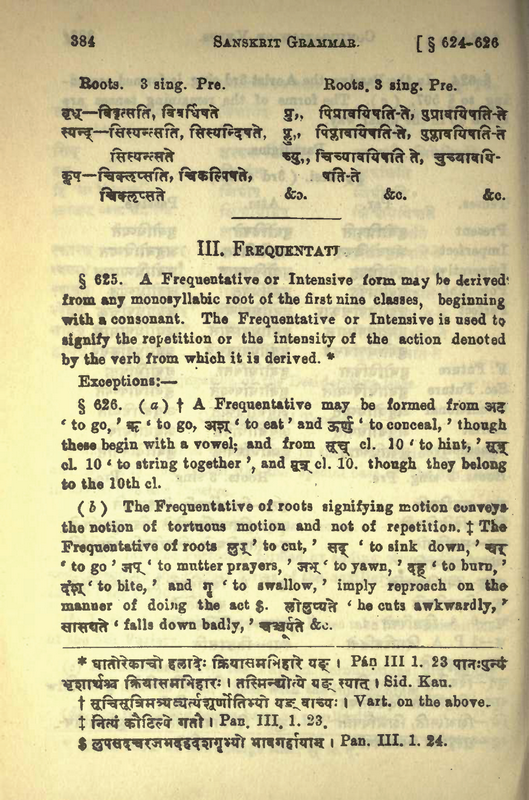 384 SANSKRIT GRAMMAR. [ § 624-626
Roots. 3 sing. Pre. Roots. 3 sing. Pre.
वृध्—विवृत्सति, विवर्धिषते प्रु,, पिप्रावयिषति-ते, पुप्रावयिषति-ते
स्यन्द्—सिस्यन्त्सति, सिस्यन्दिषते, प्लु,, पिप्लावयिषति-ते, पुप्लावयिषति-ते
सिस्यन्त्सते च्यु,, चिच्यावयिषति ते, चुच्यावयि-
कॢप—चिकॢप्सति, चिकल्पिषते, षति-ते
चिकॢप्सते &c. &c. &c.
III. FREQUENTATI
§ 625. A Frequentative or Intensive form may be derived
from any monosyllabic root of the first nine classes, beginning
with a consonant. The Frequentative or Intensive is used to
signify the repetition or the intensity of the action denoted
by the verb from which it is derived. *
Exceptions:—
§ 626. (a) † A Frequentative may be formed from अट
‘ to go, ’ ऋ ‘ to go, अश् ‘ to eat ’ and ऊर्णु ‘ to conceal, ’ though
these begin with a vowel; and from सूच् cl. 10 ‘ to hint, ’ सूत्र्
cl. 10 ‘ to string together ’, and मूत्र् cl. 10. though they belong
to the 10th cl.
(b) The Frequentative of roots signifying motion conveys
the notion of tortuous motion and not of repetition. ‡ The
Frequentative of roots लुप् ’ to cut, ’ सद् ‘ to sink down, ’ चर्
‘ to go ’ जप् ‘ to mutter prayers, ’ जभ् ‘ to yawn, ’ दह् ‘ to burn, ’
दंश् ‘ to bite, ’ and गॄ ‘ to swallow, ’ imply reproach on the
manner of doing the act $. लोलुप्यते ‘ he cuts awkwardly, ’
सासद्यते ‘ falls down badly, ’ चञ्चूर्यते &c.
* धातोरेकाचो हलादेः क्रियासमभिहारे यङ् । Pán III 1. 23 पौनःपुन्यं
भृशार्थश्च क्रियासमभिहारः । तस्मिन्द्योत्ये यङ् स्यात् । Sid. Kau.
† सूचिसूत्रिमूत्र्यट्यर्त्यशूर्णोतिभ्यो यङ् वाच्यः । Vart. on the above.
‡ नित्यं कौटिल्ये गतौ । Pan. III. 1. 23.
$ लुपसदचरजपजभदहदशगॄभ्यो भावगर्हायाम् । Pan. III. 1. 24.